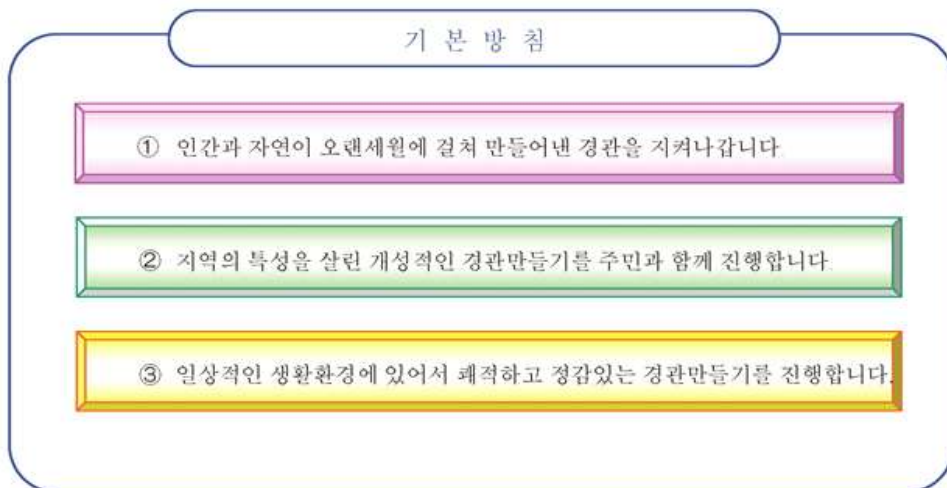 기 본 방 침
① 인간과 자연이 오랜세월에 걸쳐 만들어낸 경관을 지켜나갑니다
② 지역의 특성을 살린 개성적인 경관만들기를 주민과 함께 진행합니다
③ 일상적인 생활환경에 있어서 쾌적하고 정감있는 경관만들기를 진행합니다.